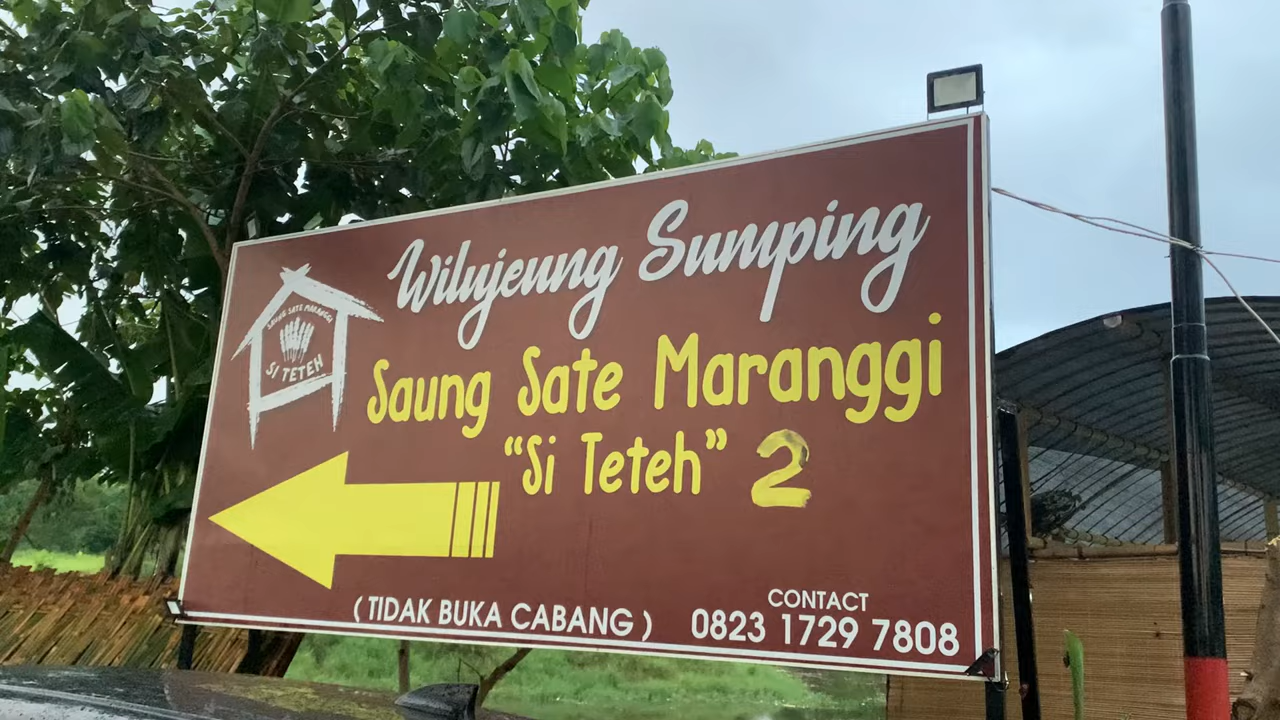 Wilujeung Sumping
SAUNG SATE MARANGGI
SI TETEH
Saung Sate Maranggi
"Si Teteh" 2
( TIDAK BUKA CABANG )
CONTACT
0823 1729 7808